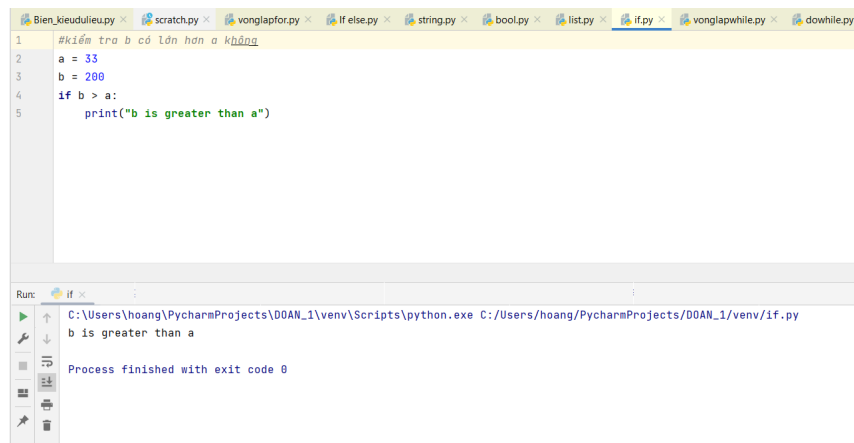 Bien_kieudulieu.py × scratch.py × vonglapfor.py × If else.py × string.py × bool.py × list.py × if.py × vonglapwhile.py × dowhile.py
1 #kiểm tra b có lớn hơn a không
2 a = 33
3 b = 200
4 if b > a:
5 print("b is greater than a")
Run: if ×
C:\Users\hoang\PycharmProjects\DOAN_1\venv\Scripts\python.exe C:/Users/hoang/PycharmProjects/DOAN_1/venv/if.py
b is greater than a
Process finished with exit code 0